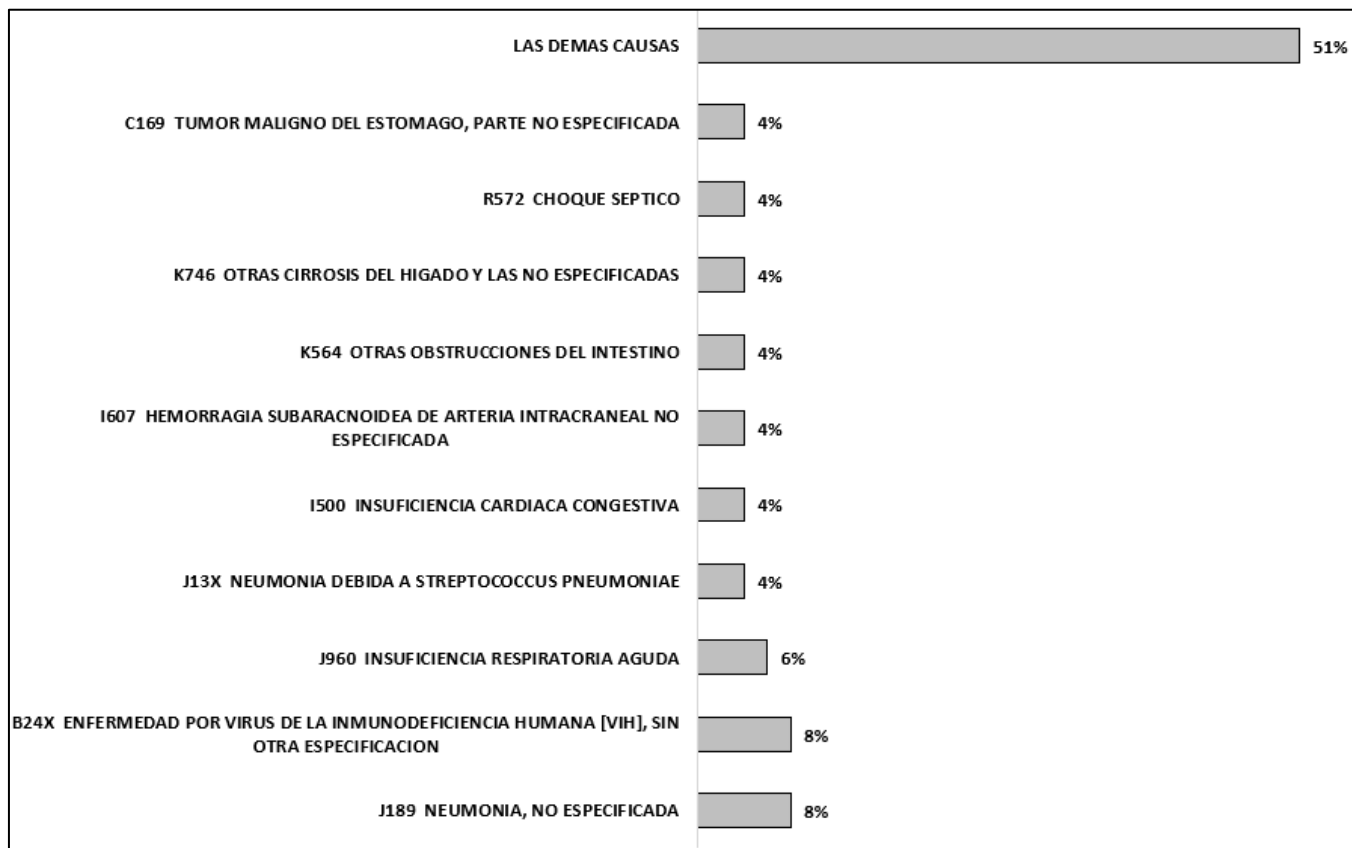 LAS DEMAS CAUSAS 51%
C169 TUMOR MALIGNO DEL ESTOMAGO, PARTE NO ESPECIFICADA 4%
R572 CHOQUE SEPTICO 4%
K746 OTRAS CIRROSIS DEL HIGADO Y LAS NO ESPECIFICADAS 4%
K564 OTRAS OBSTRUCCIONES DEL INTESTINO 4%
I607 HEMORRAGIA SUBARACNOIDEA DE ARTERIA INTRACRANEAL NO
ESPECIFICADA
4%
I500 INSUFICIENCIA CARDIACA CONGESTIVA 4%
J13X NEUMONIA DEBIDA A STREPTOCOCCUS PNEUMONIAE 4%
J960 INSUFICIENCIA RESPIRATORIA AGUDA 6%
B24X ENFERMEDAD POR VIRUS DE LA INMUNODEFICIENCIA HUMANA [VIH], SIN
OTRA ESPECIFICACION
8%
J189 NEUMONIA, NO ESPECIFICADA 8%